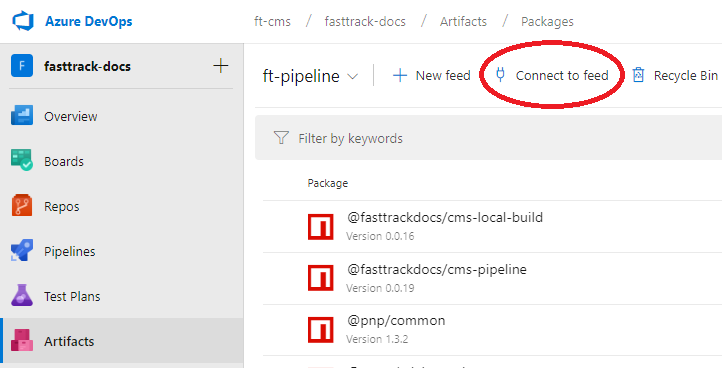 Azure DevOps
ft-cms / fasttrack-docs / Artifacts / Packages
F fasttrack-docs
ft-pipeline New feed Connect to feed Recycle Bin
Overview
Boards
Filter by keywords
Repos
Package
Pipelines
@fasttrackdocs/cms-local-build
Version 0.0.16
Test Plans
@fasttrackdocs/cms-pipeline
Version 0.0.19
Artifacts
@pnp/common
Version 1.3.2